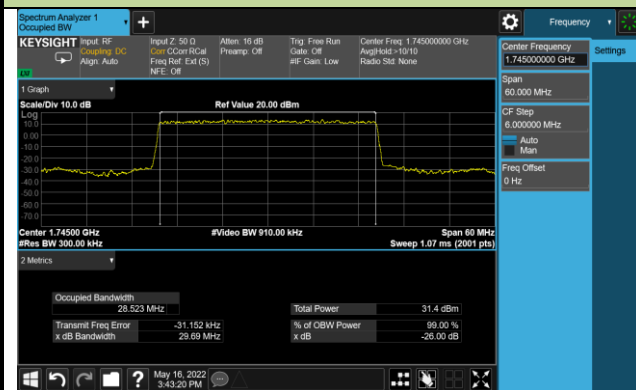 Spectrum Analyzer 1
Occupied BW
Frequency
KEYSIGHT
Input: RF
Coupling: DC
Align: Auto
Input Z: 50 Ω
Corr CCorr RCal
Freq Ref: Ext (S)
NFE: Off
Atten: 16 dB
Preamp: Off
Trig: Free Run
Gate: Off
#IF Gain: Low
Center Freq: 1.745000000 GHz
Avg|Hold:>10/10
Radio Std: None
Center Frequency
1.745000000 GHz
Settings
Span
60.000 MHz
CF Step
6.000000 MHz
Auto
Man
Freq Offset
0 Hz
1 Graph
Scale/Div 10.0 dB
Ref Value 20.00 dBm
Log
10.0
0.00
-10.0
-20.0
-30.0
-40.0
-50.0
-60.0
-70.0
Center 1.74500 GHz
#Video BW 910.00 kHz
Span 60 MHz
#Res BW 300.00 kHz
Sweep 1.07 ms (2001 pts)
2 Metrics
Occupied Bandwidth
28.523 MHz
Total Power
31.4 dBm
Transmit Freq Error
-31.152 kHz
% of OBW Power
99.00 %
x dB Bandwidth
29.69 MHz
x dB
-26.00 dB
?
May 16, 2022
3:43:20 PM